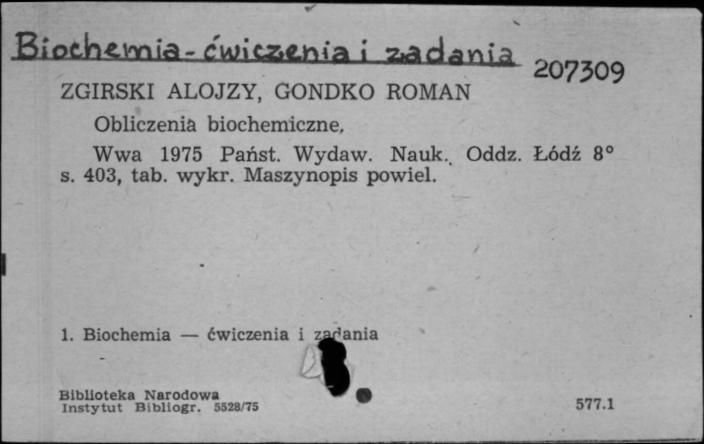 Biochemia - ćwiczenia i zadania
207309
ZGIRSKI ALOJZY, GONDKO ROMAN
Obliczenia biochemiczne.
Wwa 1975 Państ. Wydaw. Nauk., Oddz. Łódź 8°
s. 403, tab. wykr. Maszynopis powiel.
1. Biochemia — ćwiczenia i zadania
Biblioteka Narodowa
Instytut Bibliogr. 5528/75
577.1